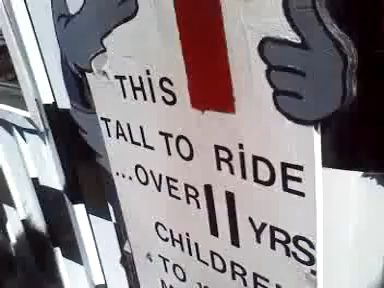 THiS
TALL TO RiDE
...OVER 11 YRS
CHiLDREN
TO